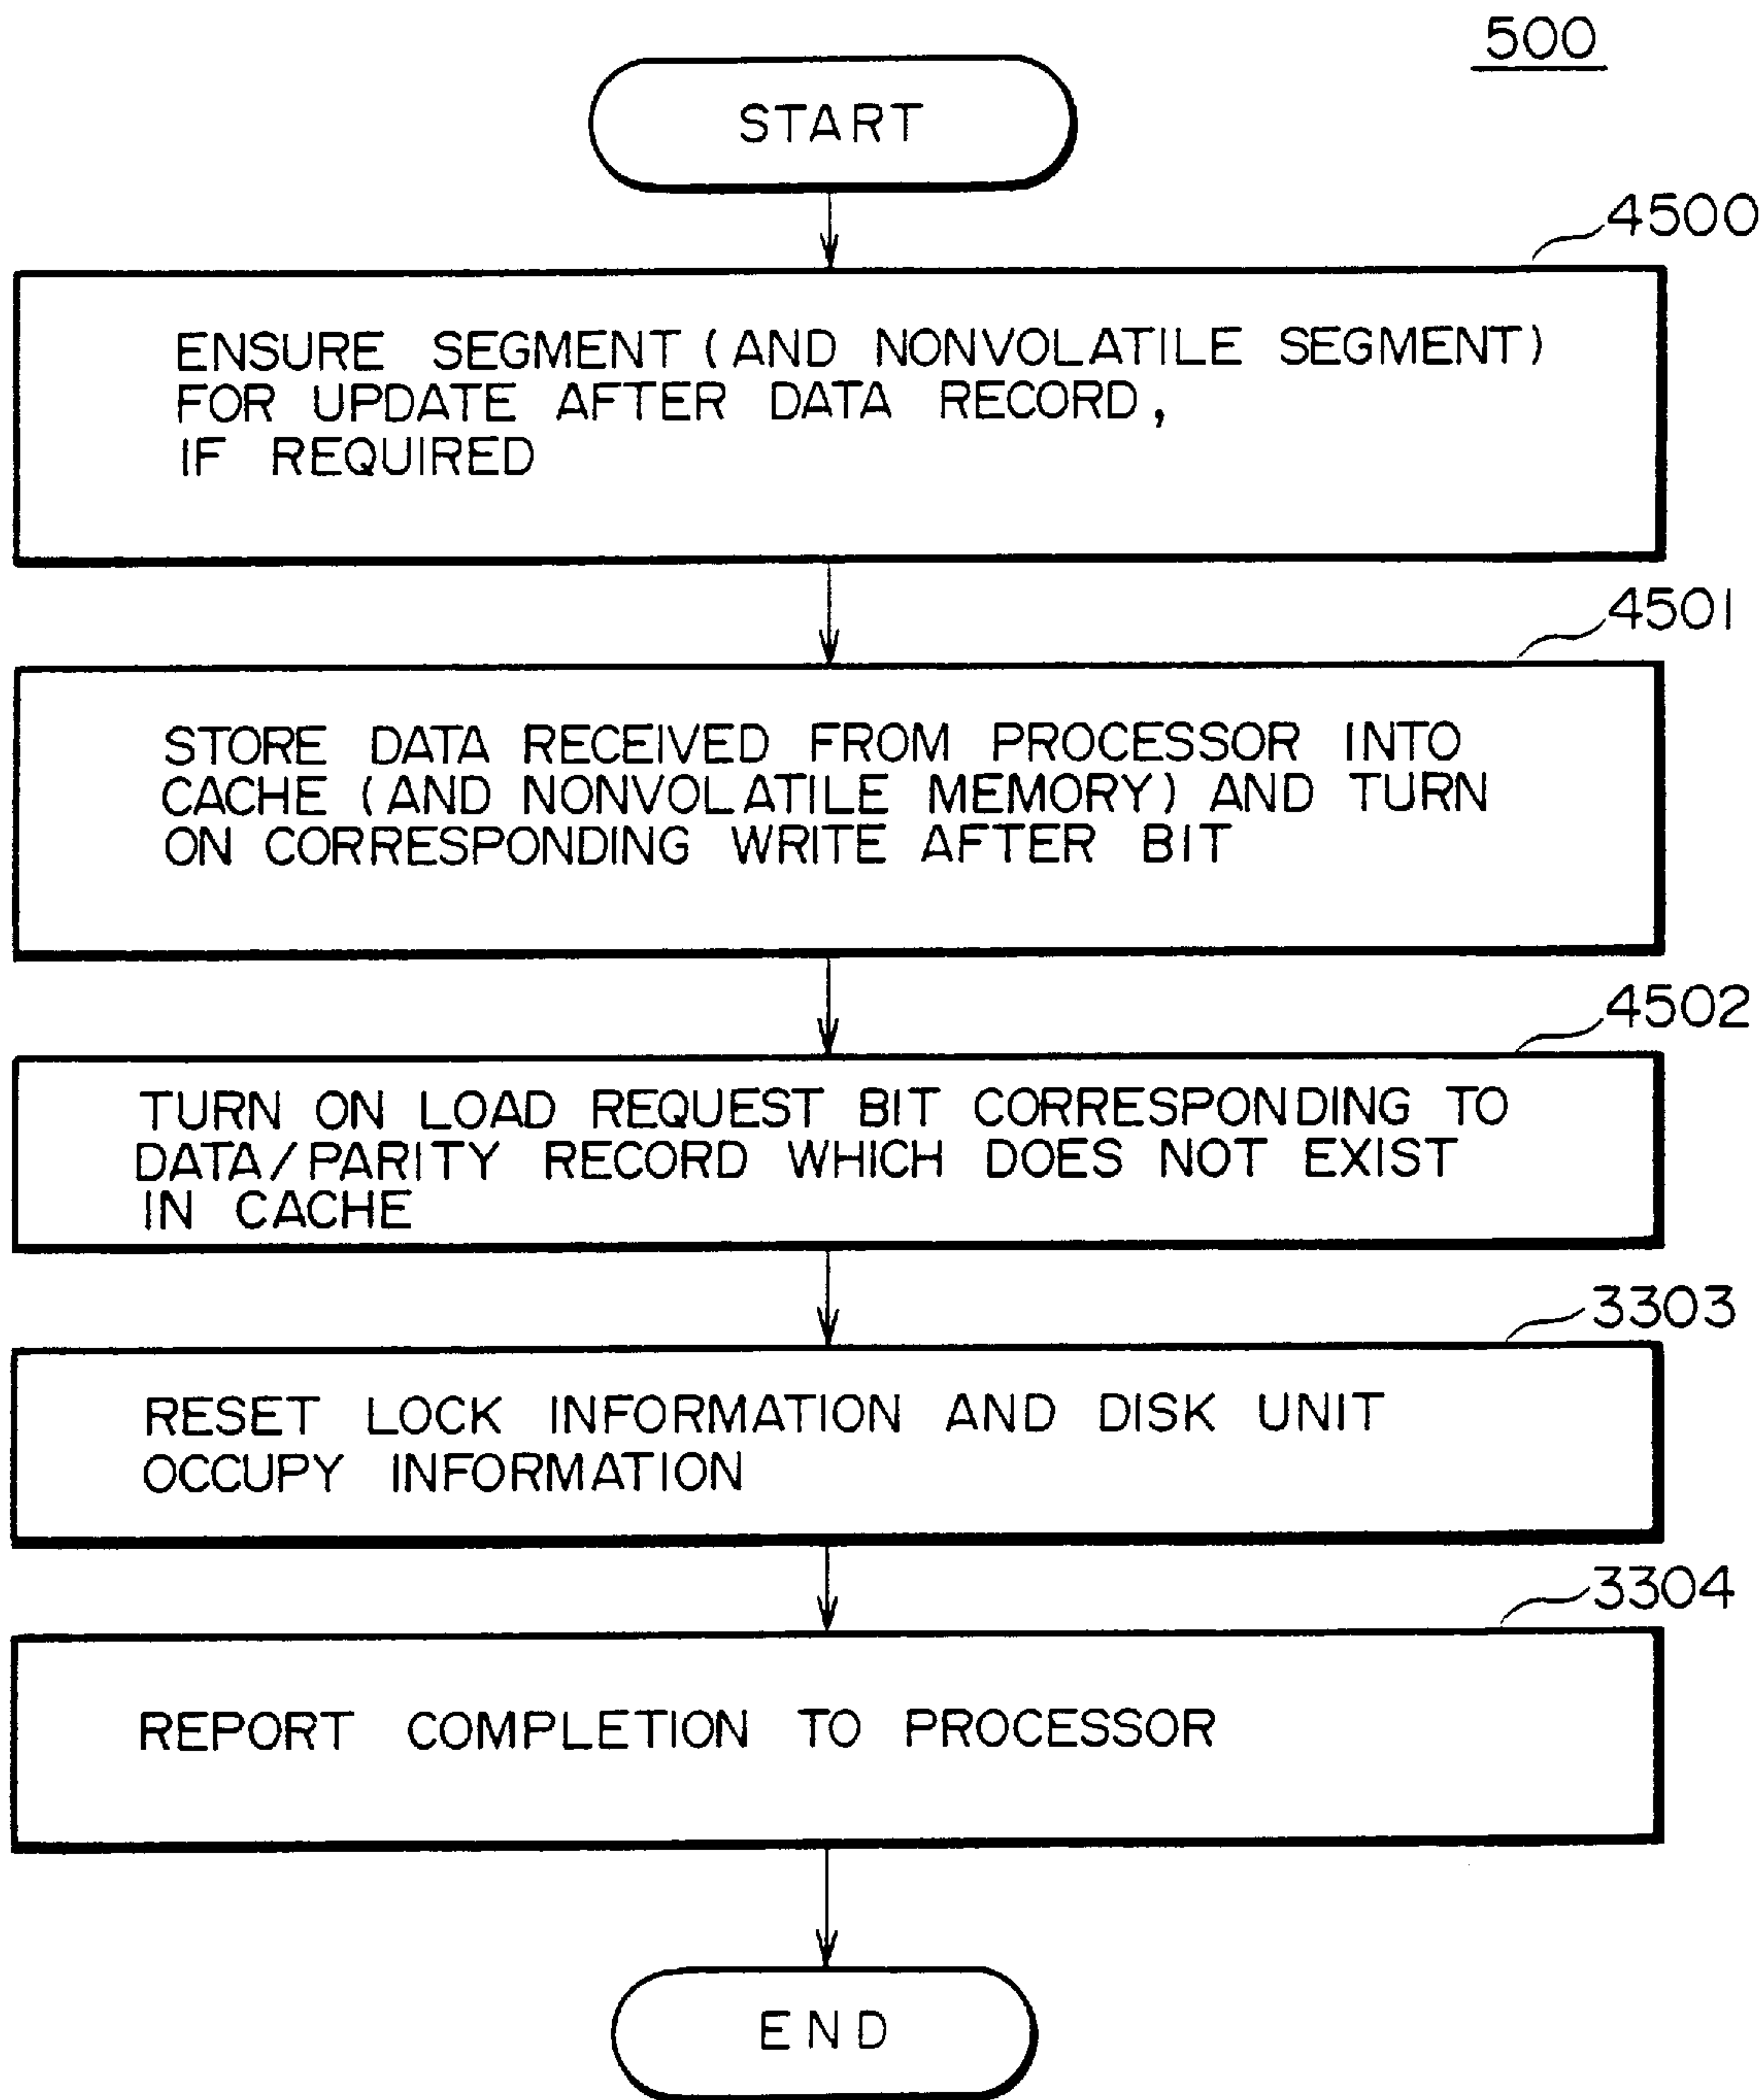 500
START
4500
ENSURE SEGMENT (AND NONVOLATILE SEGMENT)
FOR UPDATE AFTER DATA RECORD,
IF REQUIRED
4501
STORE DATA RECEIVED FROM PROCESSOR INTO
CACHE (AND NONVOLATILE MEMORY) AND TURN
ON CORRESPONDING WRITE AFTER BIT
4502
TURN ON LOAD REQUEST BIT CORRESPONDING TO
DATA/PARITY RECORD WHICH DOES NOT EXIST
IN CACHE
3303
RESET LOCK INFORMATION AND DISK UNIT
OCCUPY INFORMATION
3304
REPORT COMPLETION TO PROCESSOR
END